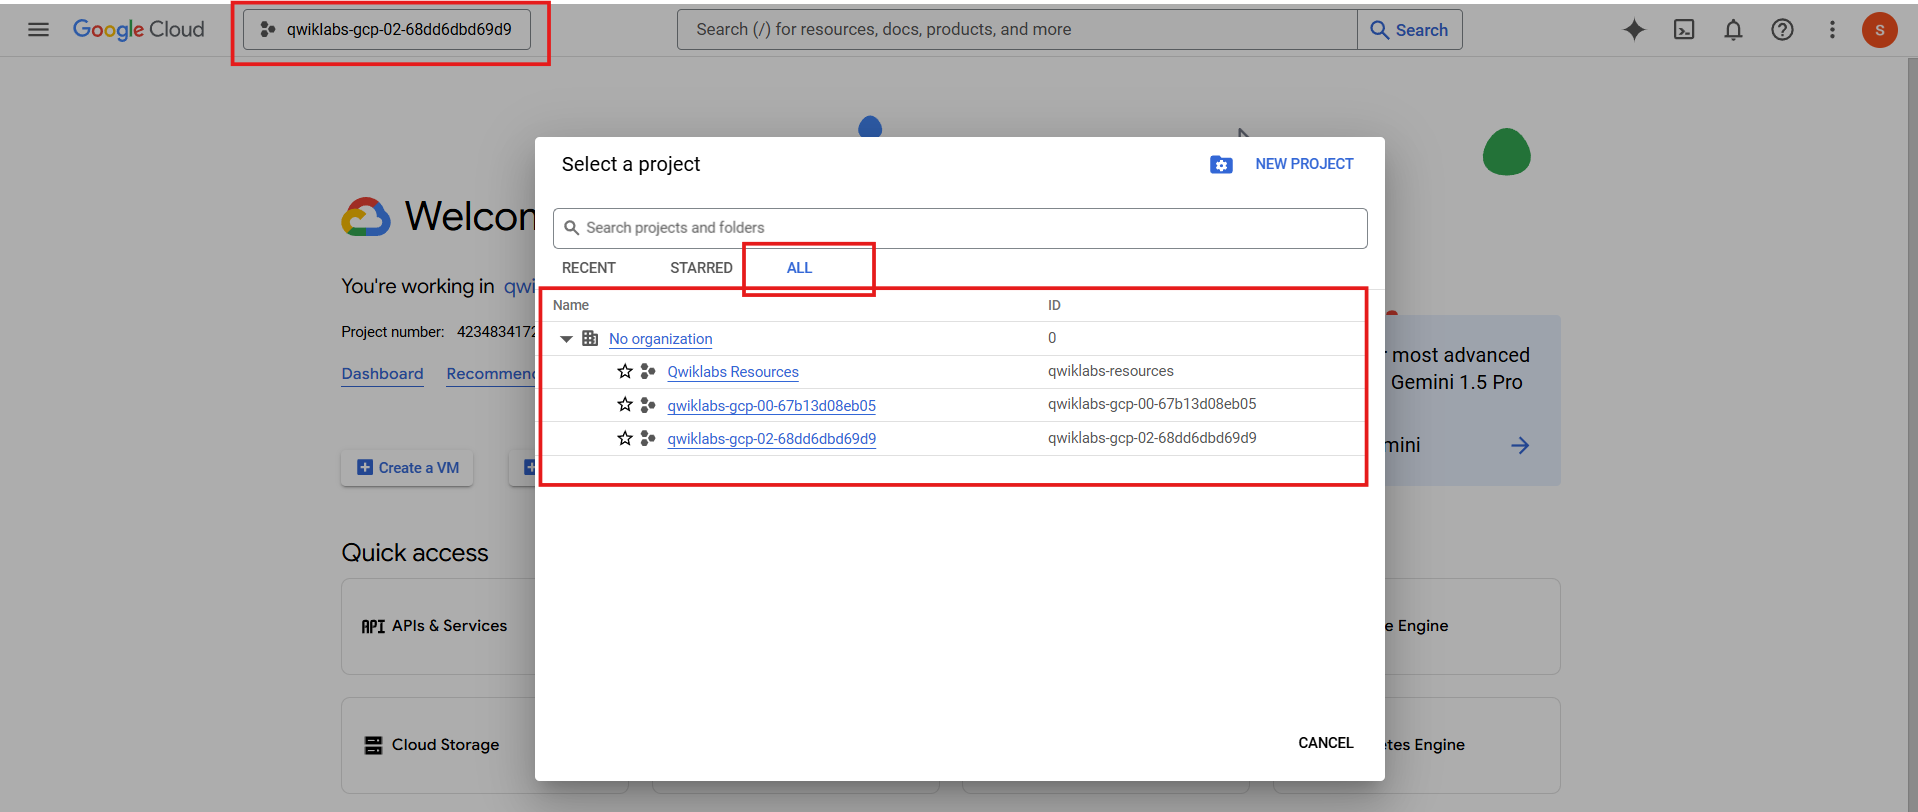 Google Cloud
qwiklabs-gcp-02-68dd6dbd69d9
Search (/) for resources, docs, products, and more
Search
S
Select a project
NEW PROJECT
Search projects and folders
RECENT STARRED ALL
Name ID
No organization 0
Qwiklabs Resources qwiklabs-resources
qwiklabs-gcp-00-67b13d08eb05 qwiklabs-gcp-00-67b13d08eb05
qwiklabs-gcp-02-68dd6dbd69d9 qwiklabs-gcp-02-68dd6dbd69d9
CANCEL
Welcom
You're working in qwi
Project number: 4234834172
Dashboard Recommen
most advanced
Gemini 1.5 Pro
mini
Create a VM
Quick access
API APIs & Services
e Engine
Cloud Storage
etes Engine